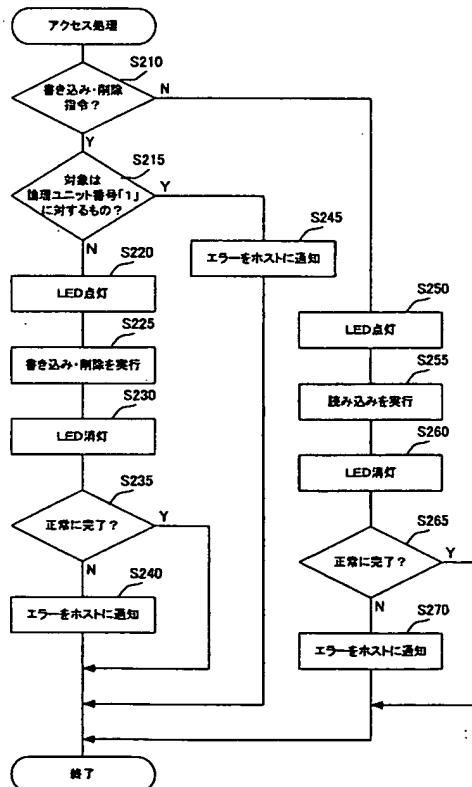 アクセス処理
S210
書き込み・削除
指令？
N
Y
S215
対象は
論理ユニット番号「1」
に対するもの？
Y
N
S220
LED点灯
S225
書き込み・削除を実行
S230
LED消灯
S235
正常に完了？
Y
N
S240
エラーをホストに通知
S245
エラーをホストに通知
S250
LED点灯
S255
読み込みを実行
S260
LED消灯
S265
正常に完了？
Y
N
S270
エラーをホストに通知
終了